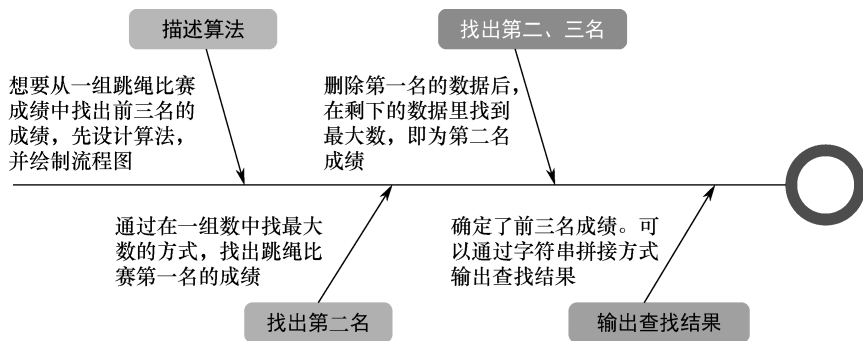 描述算法
想要从一组跳绳比赛
成绩中找出前三名的
成绩，先设计算法，
并绘制流程图
找出第二、三名
删除第一名的数据后，
在剩下的数据里找到
最大数，即为第二名
成绩
通过在一组数中找最大
数的方式，找出跳绳比
赛第一名的成绩
找出第二名
确定了前三名成绩。可
以通过字符串拼接方式
输出查找结果
输出查找结果